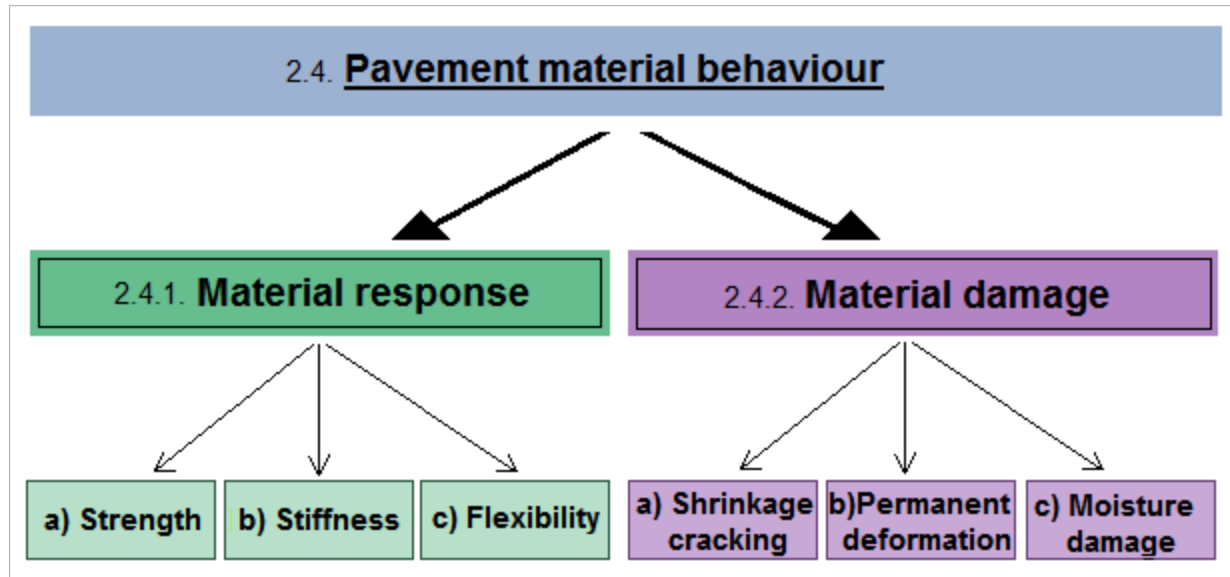 2.4. Pavement material behaviour
2.4.1. Material response
2.4.2. Material damage
a) Strength
b) Stiffness
c) Flexibility
a) Shrinkage
cracking
b)Permanent
deformation
c) Moisture
damage